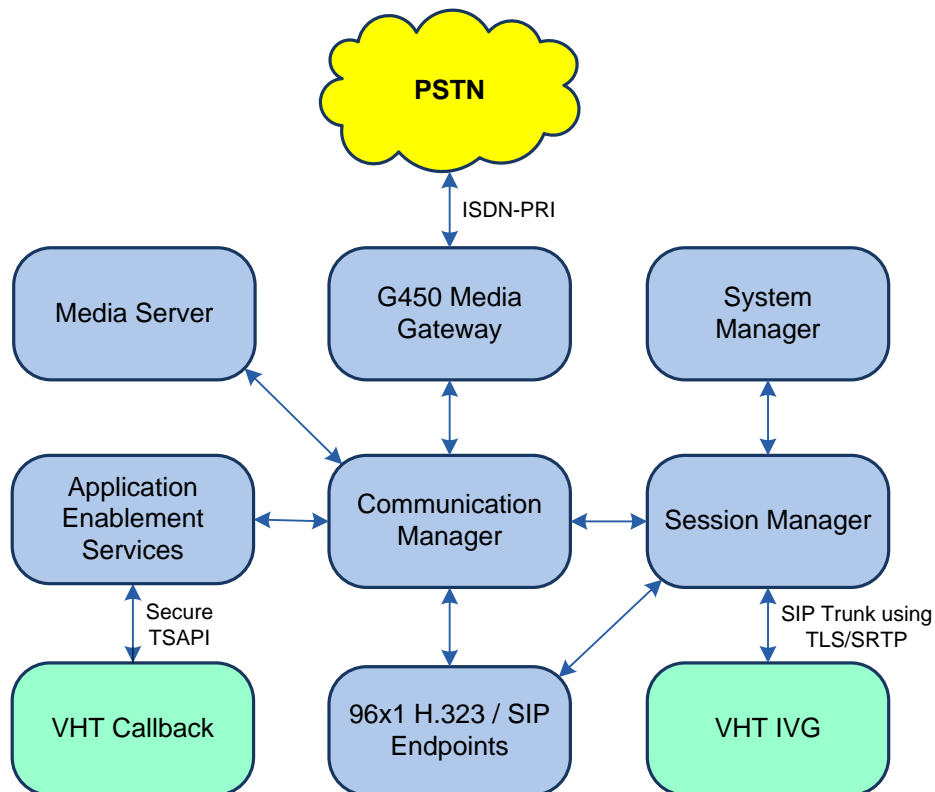 PSTN
ISDN-PRI
Media Server
G450 Media
Gateway
System
Manager
Application
Enablement
Services
Communication
Manager
Session Manager
Secure
TSAPI
SIP Trunk using
TLS/SRTP
VHT Callback
96x1 H.323 / SIP
Endpoints
VHT IVG